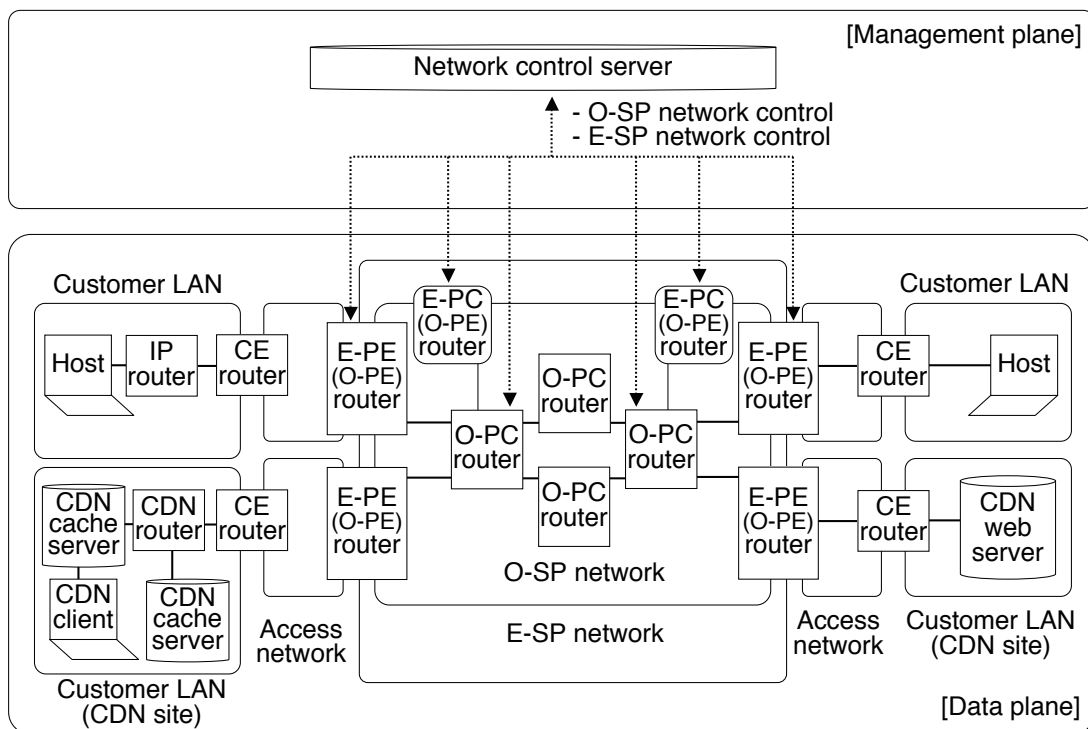 [Management plane]
Network control server
- O-SP network control
- E-SP network control
Customer LAN
Host
IP
router
CE
router
E-PE
(O-PE)
router
E-PC
(O-PE)
router
O-PC
router
O-PC
router
O-PC
router
E-PC
(O-PE)
router
E-PE
(O-PE)
router
CE
router
Customer LAN
Host
CDN
cache
server
CDN
router
CE
router
CDN
client
CDN
cache
server
E-PE
(O-PE)
router
O-PC
router
E-PE
(O-PE)
router
CE
router
CDN
web
server
O-SP network
E-SP network
Access
network
Access
network
Customer LAN
(CDN site)
Customer LAN
(CDN site)
[Data plane]